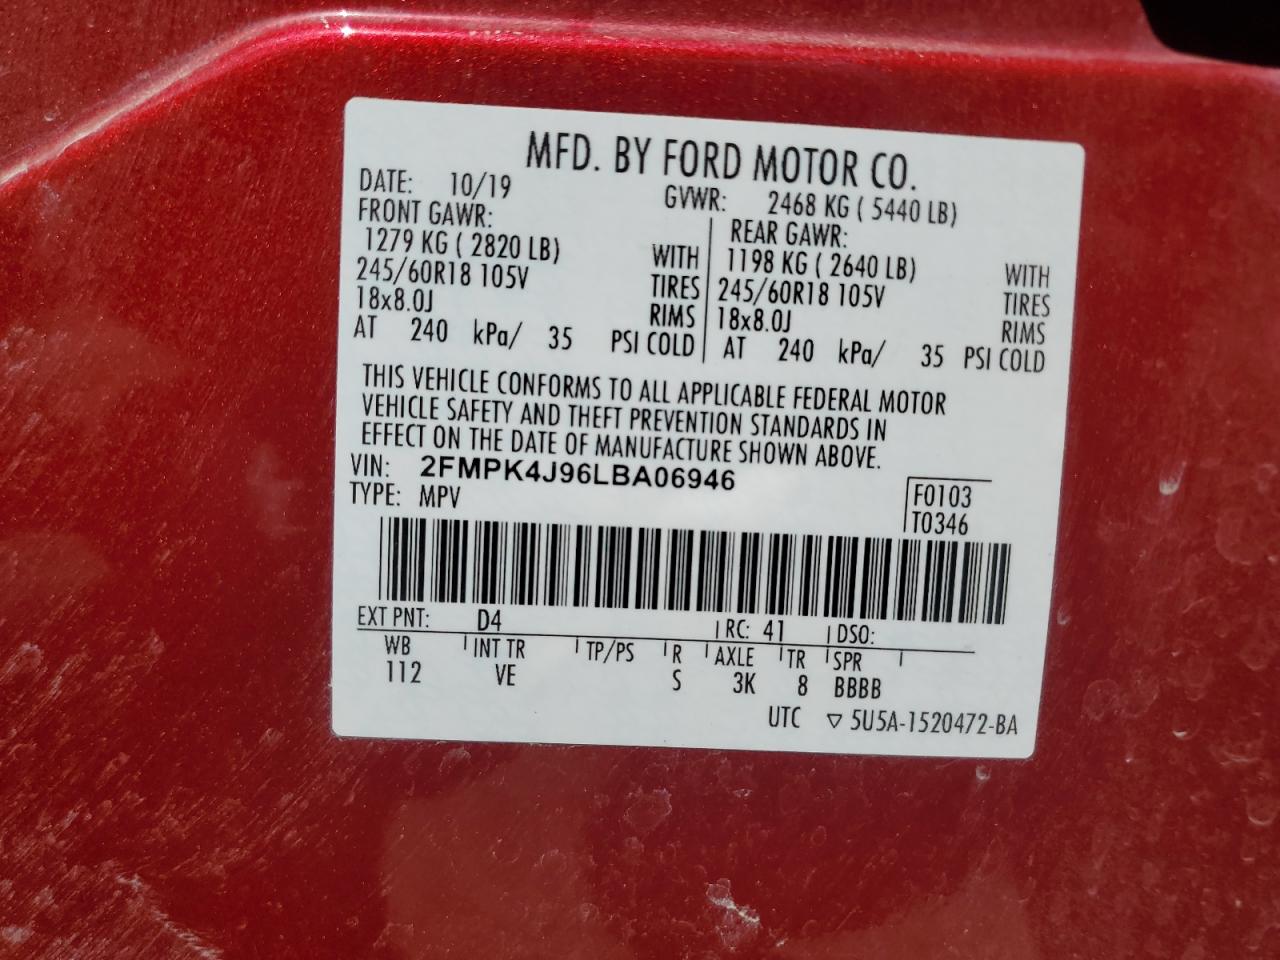 MFD. BY FORD MOTOR CO.
DATE: 10/19 GVWR: 2468 KG ( 5440 LB)
FRONT GAWR: REAR GAWR:
1279 KG ( 2820 LB) WITH 1198 KG ( 2640 LB) WITH
245/60R18 105V TIRES 245/60R18 105V TIRES
18x8.0J RIMS 18x8.0J RIMS
AT 240 kPa/ 35 PSI COLD AT 240 kPa/ 35 PSI COLD
THIS VEHICLE CONFORMS TO ALL APPLICABLE FEDERAL MOTOR
VEHICLE SAFETY AND THEFT PREVENTION STANDARDS IN
EFFECT ON THE DATE OF MANUFACTURE SHOWN ABOVE.
VIN: 2FMPK4J96LBA06946
TYPE: MPV
F0103
T0346
EXT PNT: D4 RC: 41 DSO:
WB INT TR TP/PS R AXLE TR SPR
112 VE S 3K 8 BBBB
UTC ▽ 5U5A-1520472-BA